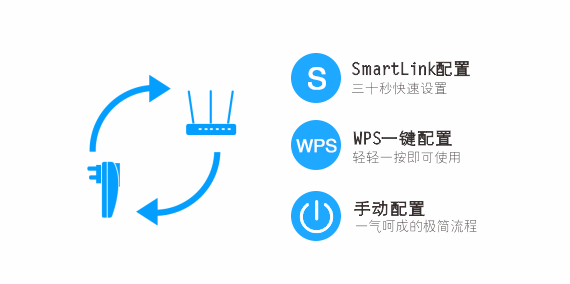 S
SmartLink配置
三十秒快速设置
WPS
WPS一键配置
轻轻一按即可使用
手动配置
一气呵成的极简流程